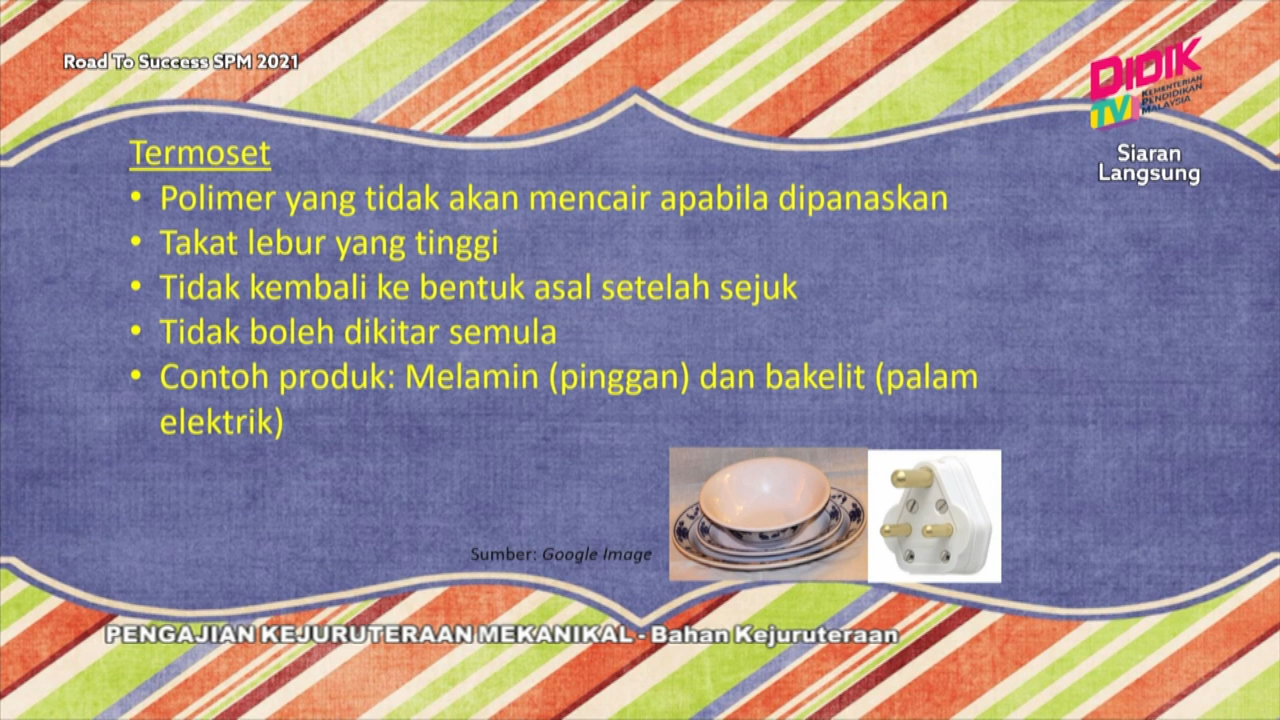 Road To Success SPM 2021
DIDIK
TV
KEMENTERIAN
PENDIDIKAN
MALAYSIA
Siaran
Langsung
Termoset
• Polimer yang tidak akan mencair apabila dipanaskan
• Takat lebur yang tinggi
• Tidak kembali ke bentuk asal setelah sejuk
• Tidak boleh dikitar semula
• Contoh produk: Melamin (pinggan) dan bakelit (palam
elektrik)
Sumber: Google Image
PENGAJIAN KEJURUTERAAN MEKANIKAL - Bahan Kejuruteraan